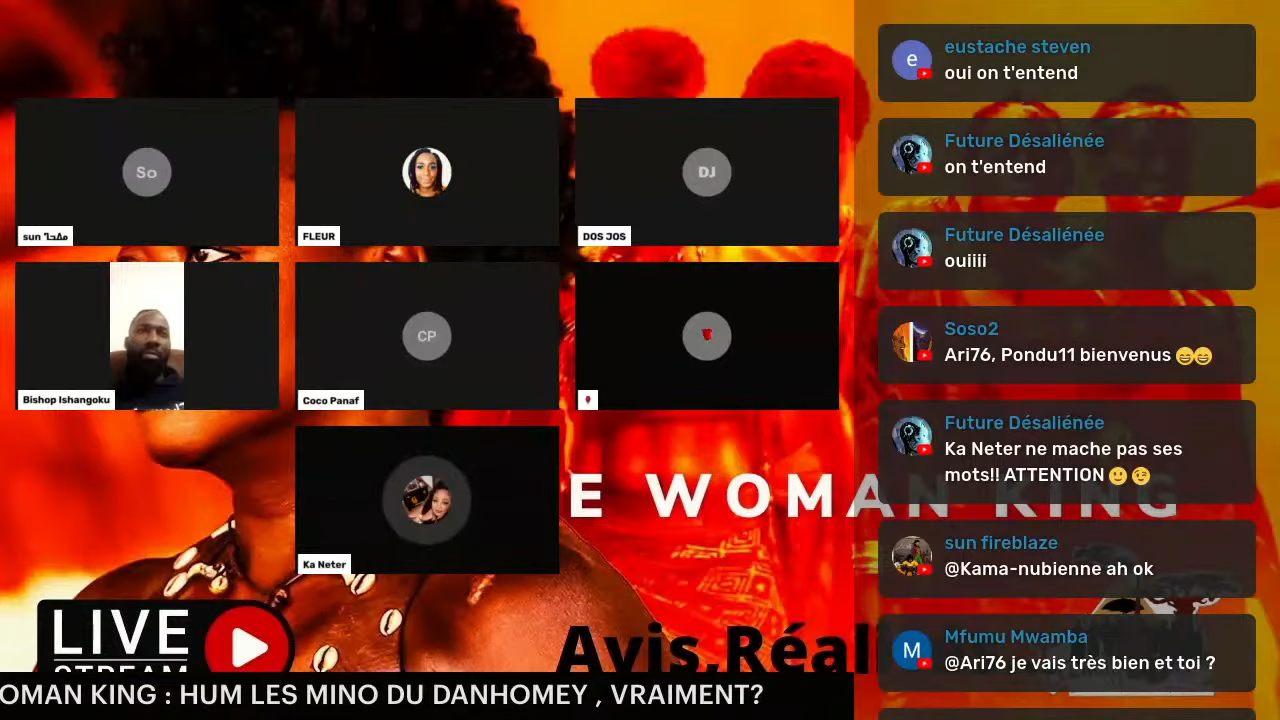 So
sun
FLEUR
DJ
DOS JOS
Bishop Ishangoku
CP
Coco Panaf
Ka Neter
E WOMAN KING
LIVE
STREAM
Avis,Réali
OMAN KING : HUM LES MINO DU DANHOMEY , VRAIMENT?
e
eustache steven
oui on t'entend
Future Désaliénée
on t'entend
Future Désaliénée
ouiiii
Soso2
Ari76, Pondu11 bienvenus 😄😄
Future Désaliénée
Ka Neter ne mache pas ses
mots!! ATTENTION 🙂 😉
sun fireblaze
@Kama-nubienne ah ok
M
Mfumu Mwamba
@Ari76 je vais très bien et toi ?